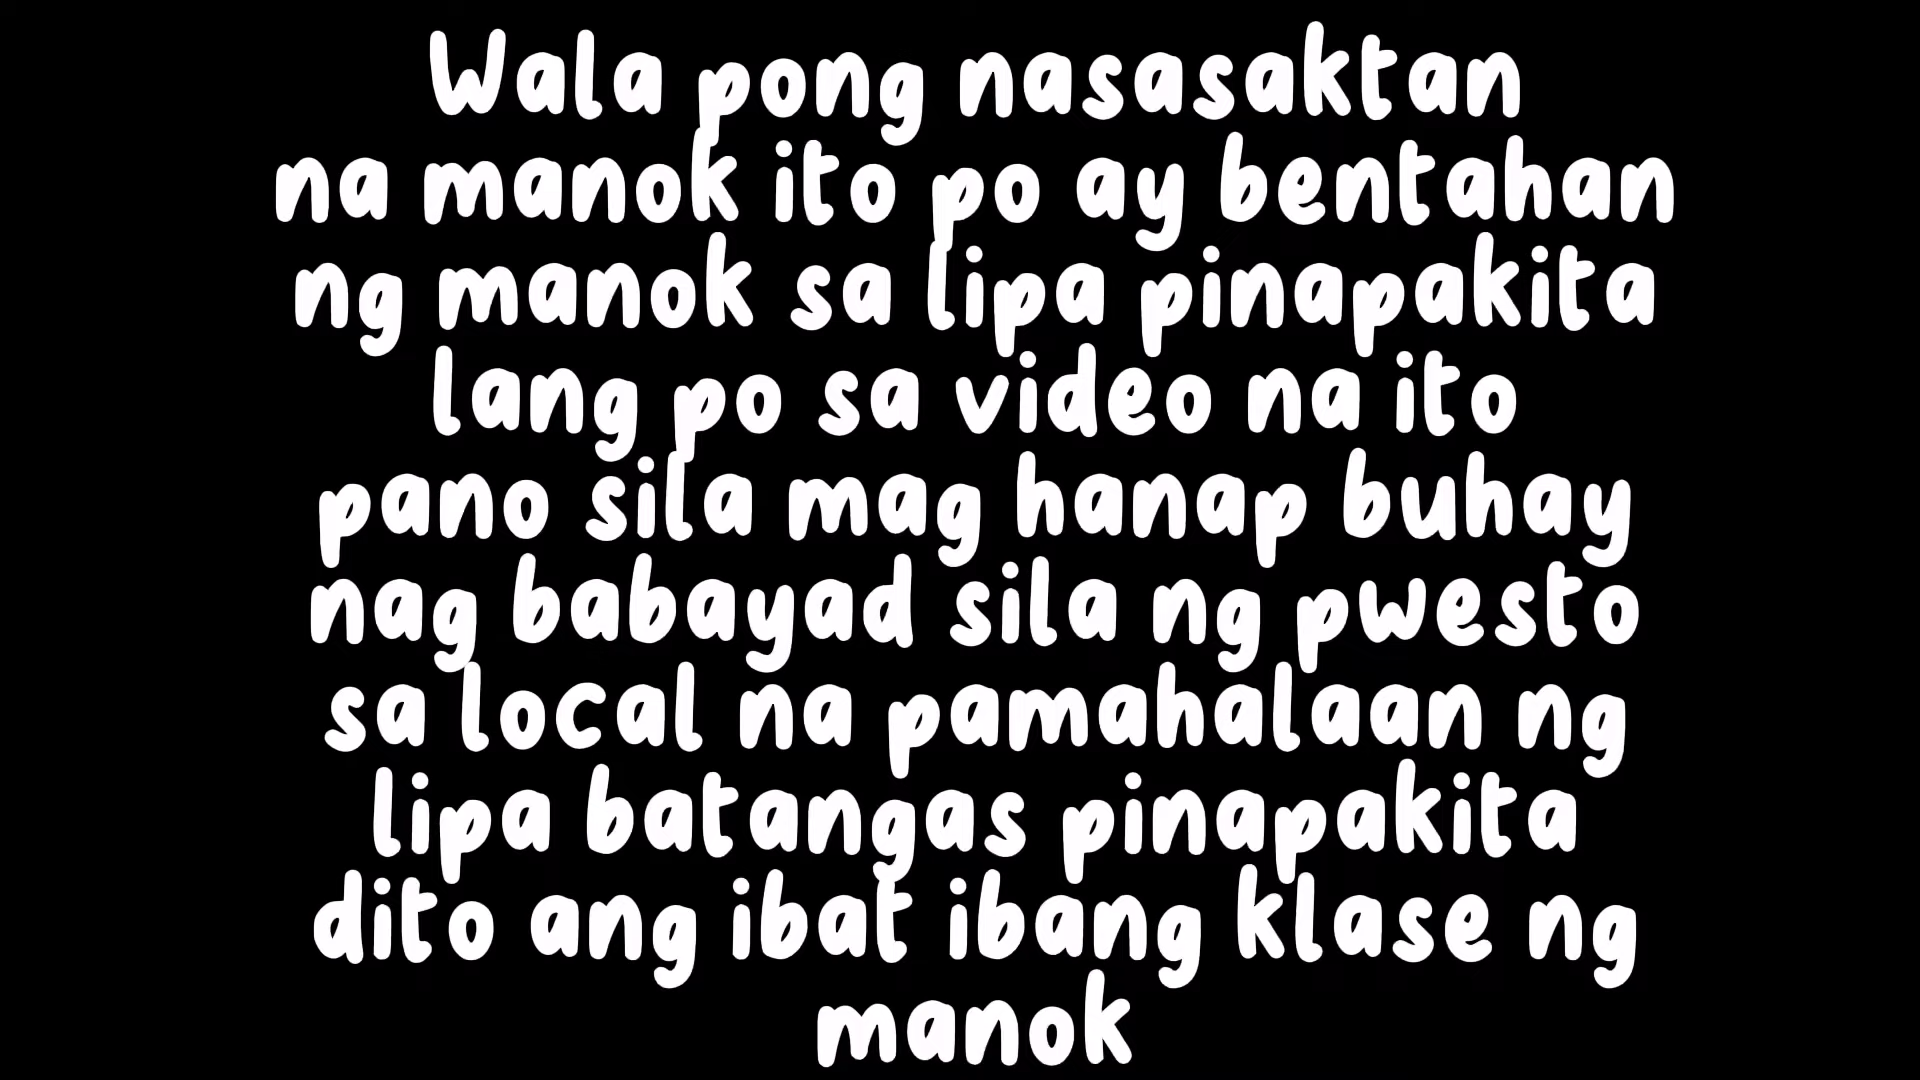 Wala pong nasasaktan
na manok ito po ay bentahan
ng manok sa lipa pinapakita
lang po sa video na ito
pano sila mag hanap buhay
nag babayad sila ng pwesto
sa local na pamahalaan ng
lipa batangas pinapakita
dito ang ibat ibang klase ng
manok